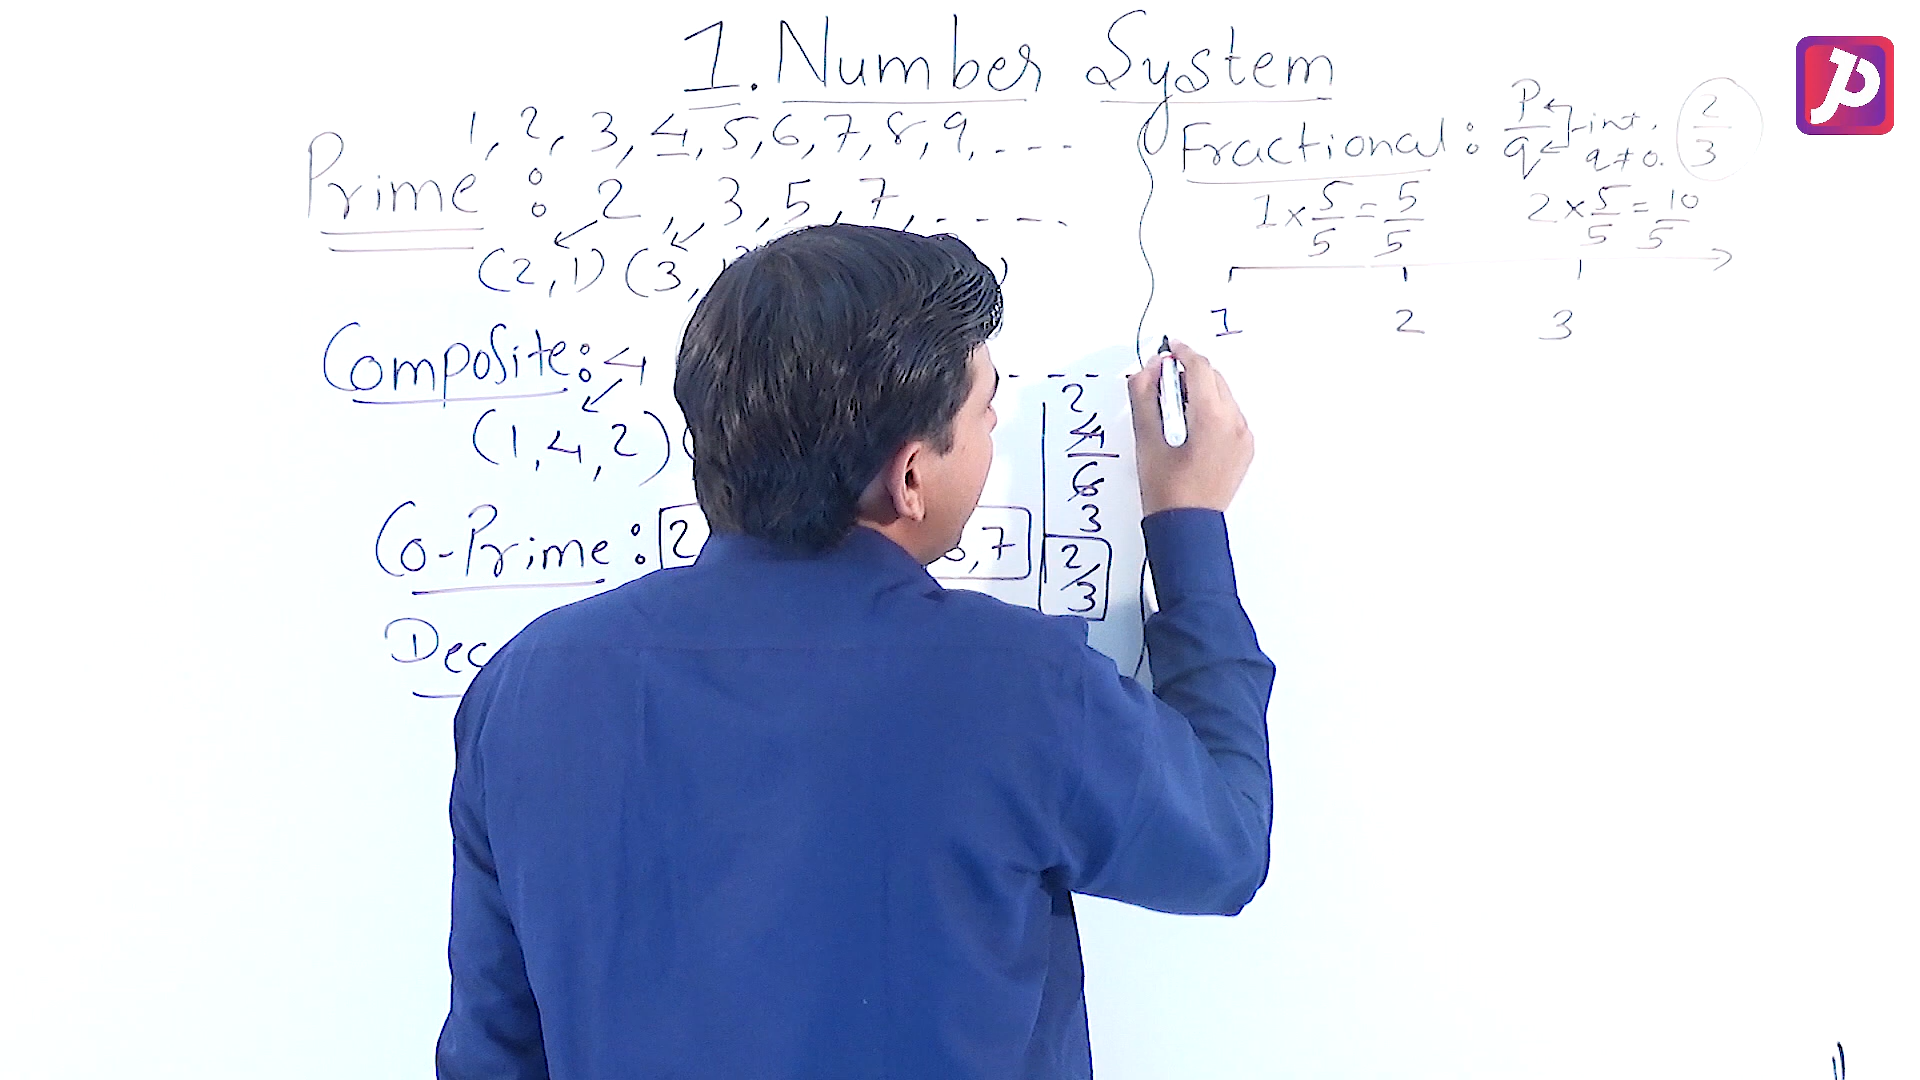 1. Number System
1, 2, 3, 4, 5, 6, 7, 8, 9, ---
Prime : 2, 3, 5, 7, ----
(2, 1) (3,
Composite: 4
(1, 4, 2)
Co-Prime: 2
, 7
2
4/6
3
2/3
Dec
Fractional : p/q int. q≠0. 2/3
1 × 5/5 = 5/5 2 × 5/5 = 10/5
1 2 3